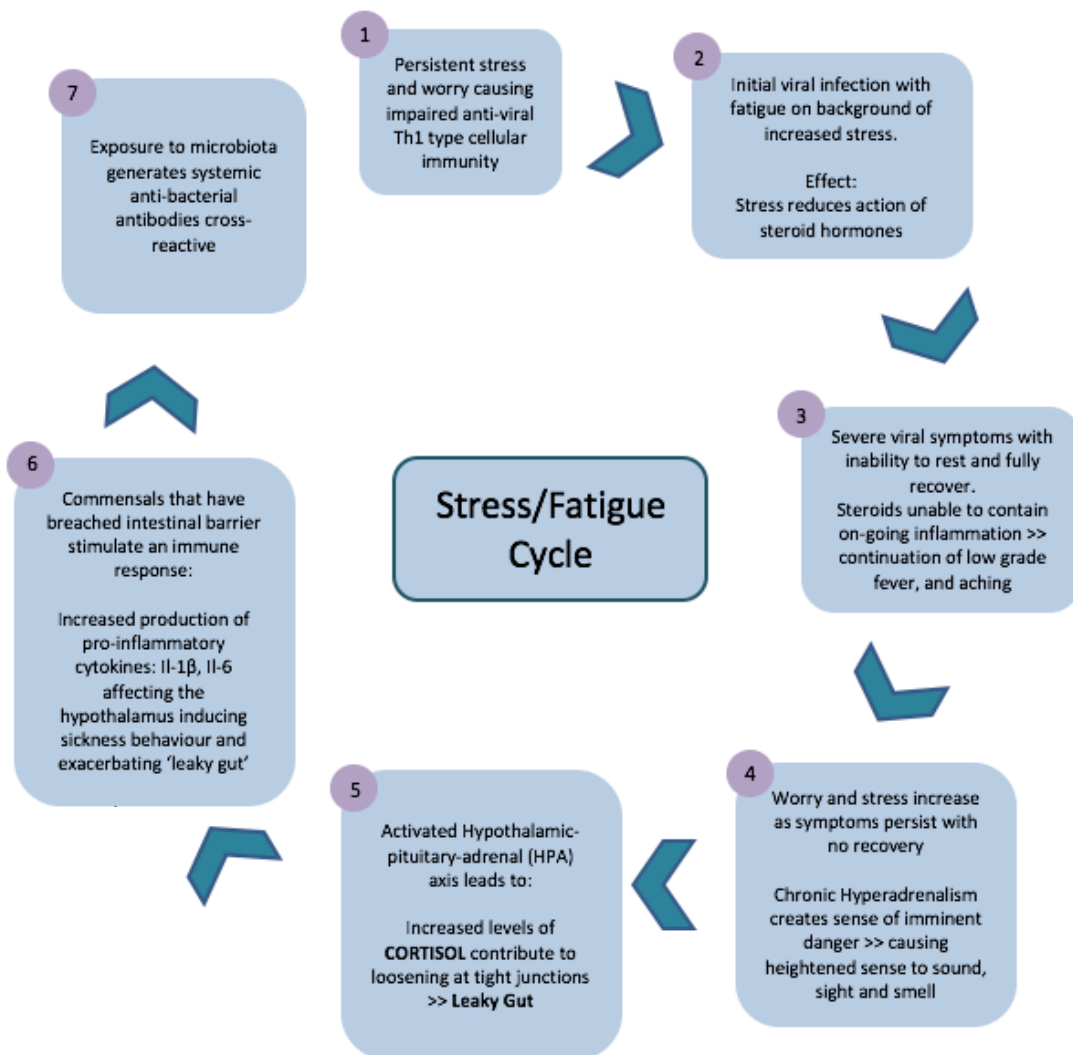 1
Persistent stress
and worry causing
impaired anti-viral
Th1 type cellular
immunity
2
Initial viral infection with
fatigue on background of
increased stress.
Effect:
Stress reduces action of
steroid hormones
3
Severe viral symptoms with
inability to rest and fully
recover.
Steroids unable to contain
on-going inflammation >>
continuation of low grade
fever, and aching
4
Worry and stress increase
as symptoms persist with
no recovery
Chronic Hyperadrenalism
creates sense of imminent
danger >> causing
heightened sense to sound,
sight and smell
5
Activated Hypothalamic-
pituitary-adrenal (HPA)
axis leads to:
Increased levels of
CORTISOL contribute to
loosening at tight junctions
>> Leaky Gut
6
Commensals that have
breached intestinal barrier
stimulate an immune
response:
Increased production of
pro-inflammatory
cytokines: Il-1β, Il-6
affecting the
hypothalamus inducing
sickness behaviour and
exacerbating ‘leaky gut’
7
Exposure to microbiota
generates systemic
anti-bacterial
antibodies cross-
reactive
Stress/Fatigue
Cycle